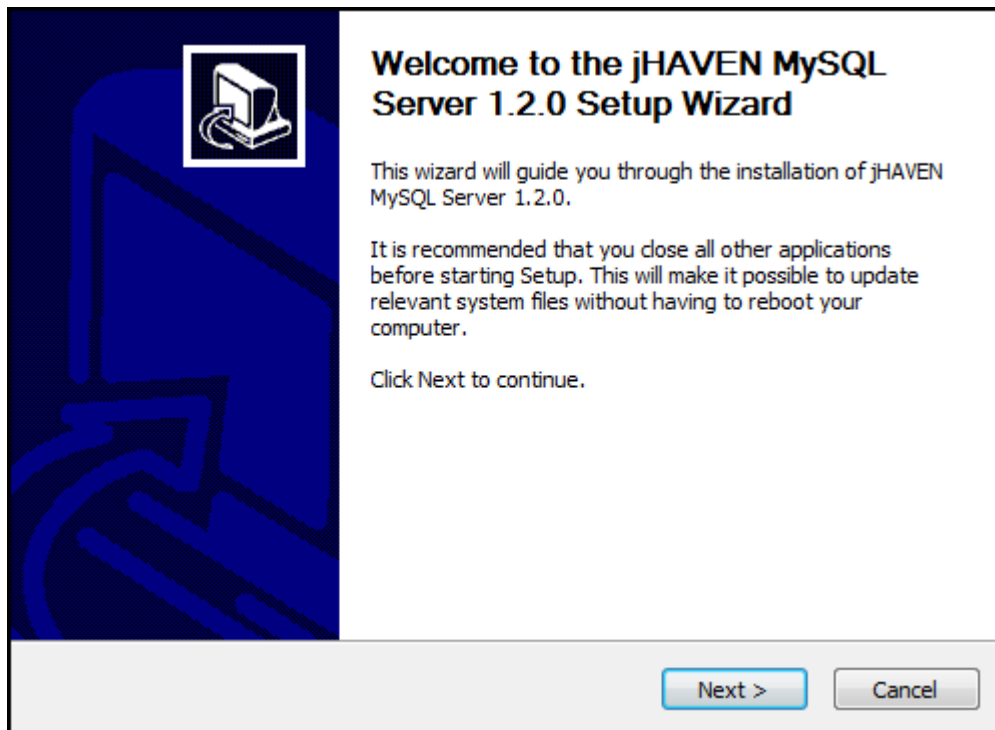 Welcome to the jHAVEN MySQL
Server 1.2.0 Setup Wizard
This wizard will guide you through the installation of jHAVEN
MySQL Server 1.2.0.
It is recommended that you close all other applications
before starting Setup. This will make it possible to update
relevant system files without having to reboot your
computer.
Click Next to continue.
Next >
Cancel